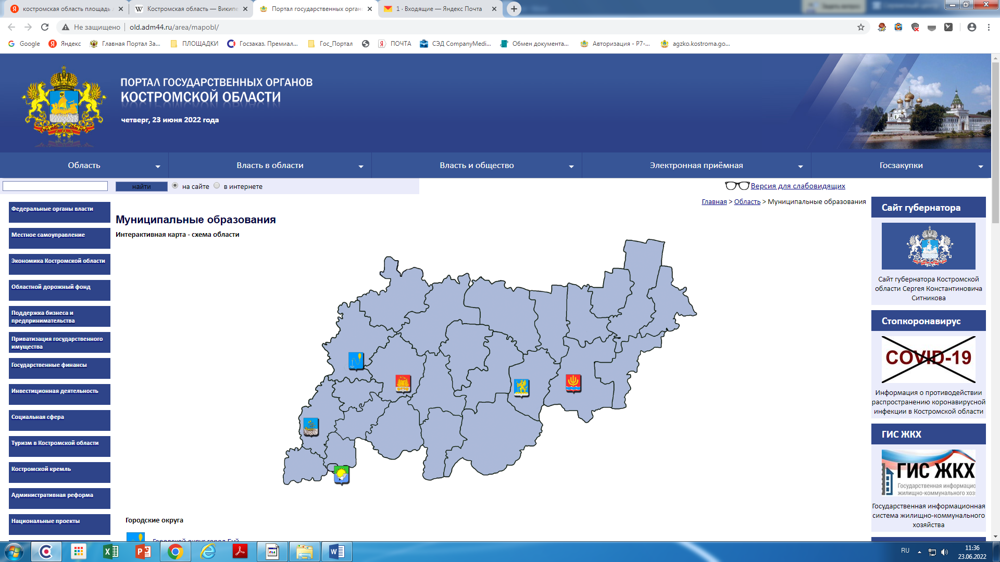 костромская область площадь
Костромская область — Википе
Портал государственных орган
1 · Входящие — Яндекс Почта
Не защищено
old.adm44.ru/area/mapobl/
Google
Яндекс
Главная Портал За...
ПЛОЩАДКИ
Госзаказ. Премиал...
Гос_Портал
ПОЧТА
СЭД CompanyMedi...
Обмен документа...
Авторизация - Р7-...
agzko.kostroma.go...
ПОРТАЛ ГОСУДАРСТВЕННЫХ ОРГАНОВ
КОСТРОМСКОЙ ОБЛАСТИ
четверг, 23 июня 2022 года
Область
Власть в области
Власть и общество
Электронная приёмная
Госзакупки
найти
на сайте
в интернете
Версия для слабовидящих
Главная > Область > Муниципальные образования
Федеральные органы власти
Местное самоуправление
Экономика Костромской области
Областной дорожный фонд
Поддержка бизнеса и
предпринимательства
Приватизация государственного
имущества
Государственные финансы
Инвестиционная деятельность
Социальная сфера
Туризм в Костромской области
Костромской кремль
Административная реформа
Национальные проекты
Муниципальные образования
Интерактивная карта - схема области
Городские округа
Городской округ город Буй
Сайт губернатора
Сайт губернатора Костромской
области Сергея Константиновича
Ситникова
Стопкоронавирус
COVID-19
Информация о противодействии
распространению коронавирусной
инфекции в Костромской области
ГИС ЖКХ
ГИС ЖКХ
Государственная информацио
жилищно-коммунального хоз
Государственная информационная
система жилищно-коммунального
хозяйства
RU
11:36
23.06.2022